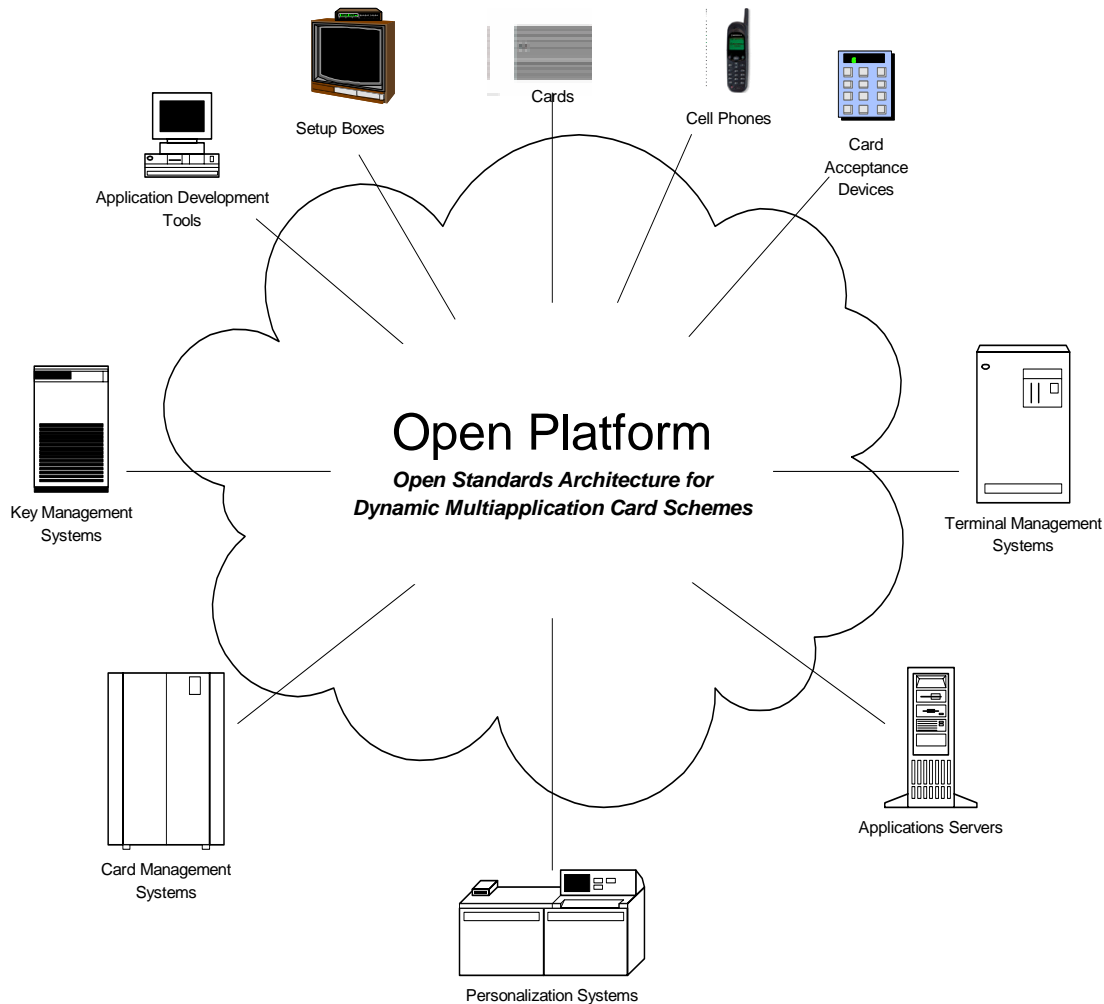 Setup Boxes
Cards
Cell Phones
Card
Acceptance
Devices
Application Development
Tools
Open Platform
Open Standards Architecture for
Dynamic Multiapplication Card Schemes
Key Management
Systems
Terminal Management
Systems
Card Management
Systems
Applications Servers
Personalization Systems